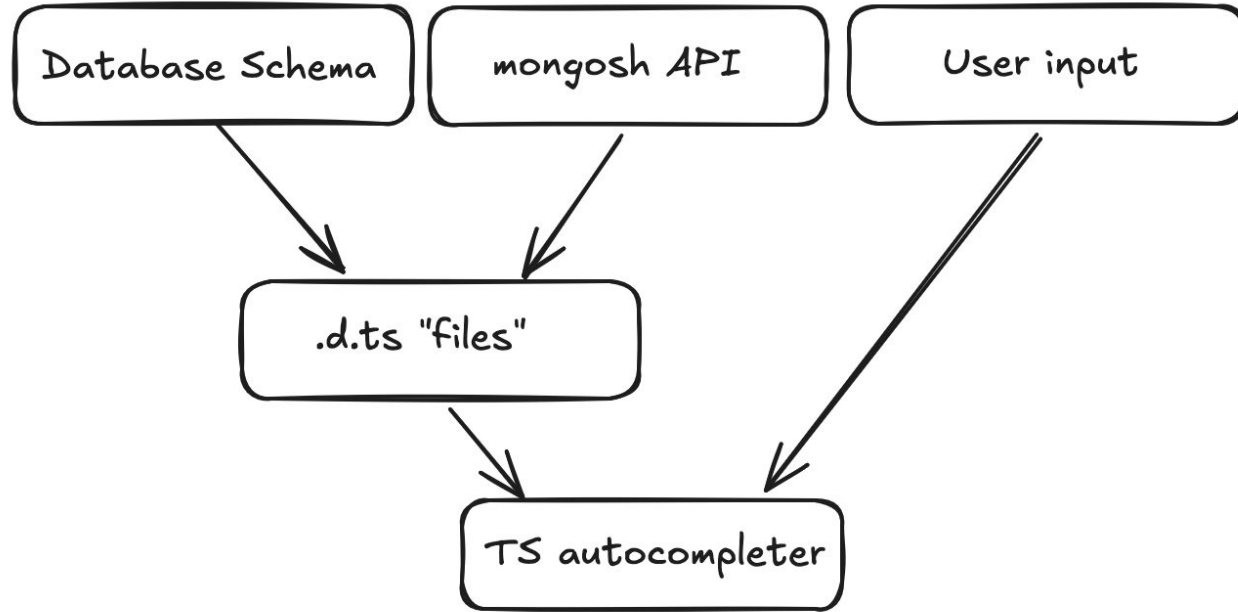 Database Schema
mongosh API
User input
.d.ts "files"
TS autocompleter